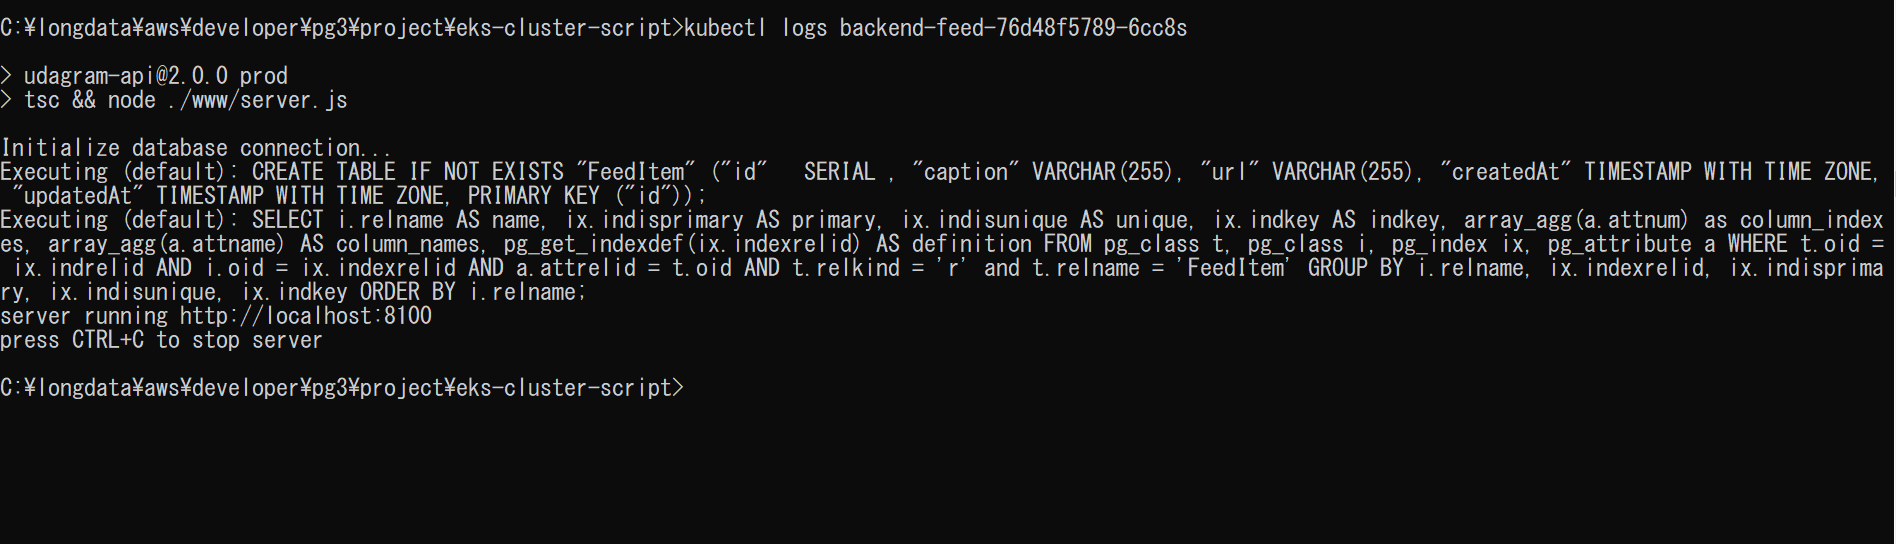 C:¥longdata¥aws¥developer¥pg3¥project¥eks-cluster-script>kubectl logs backend-feed-76d48f5789-6cc8s
> udagram-api@2.0.0 prod
> tsc && node ./www/server.js
Initialize database connection...
Executing (default): CREATE TABLE IF NOT EXISTS "FeedItem" ("id"   SERIAL , "caption" VARCHAR(255), "url" VARCHAR(255), "createdAt" TIMESTAMP WITH TIME ZONE,
 "updatedAt" TIMESTAMP WITH TIME ZONE, PRIMARY KEY ("id"));
Executing (default): SELECT i.relname AS name, ix.indisprimary AS primary, ix.indisunique AS unique, ix.indkey AS indkey, array_agg(a.attnum) as column_index
es, array_agg(a.attname) AS column_names, pg_get_indexdef(ix.indexrelid) AS definition FROM pg_class t, pg_class i, pg_index ix, pg_attribute a WHERE t.oid =
 ix.indrelid AND i.oid = ix.indexrelid AND a.attrelid = t.oid AND t.relkind = 'r' and t.relname = 'FeedItem' GROUP BY i.relname, ix.indexrelid, ix.indisprima
ry, ix.indisunique, ix.indkey ORDER BY i.relname;
server running http://localhost:8100
press CTRL+C to stop server
C:¥longdata¥aws¥developer¥pg3¥project¥eks-cluster-script>